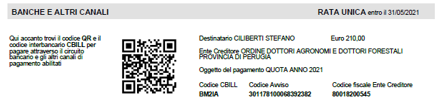 BANCHE E ALTRI CANALI
RATA UNICA entro il 31/05/2021
Qui accanto trovi il codice QR e il
codice interbancario CBILL per
pagare attraverso il circuito
bancario e gli altri canali di
pagamento abilitati
Destinatario CILIBERTI STEFANO Euro 210,00
Ente Creditore ORDINE DOTTORI AGRONOMI E DOTTORI FORESTALI
PROVINCIA DI PERUGIA
Oggetto del pagamento QUOTA ANNO 2021
Codice CBILL Codice Avviso Codice fiscale Ente Creditore
BM2IA 301178100068392382 80018200545